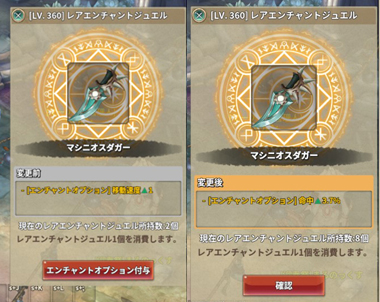 [LV. 360] レアエンチャントジュエル
マシニオスダガー
変更前
- [エンチャントオプション] 移動速度▲1
現在のレアエンチャントジュエル所持数:2個
レアエンチャントジュエル1個を消費します。
エンチャントオプション付与
[LV. 360] レアエンチャントジュエル
マシニオスダガー
変更後
- [エンチャントオプション] 命中▲3.7%
現在のレアエンチャントジュエル所持数:8個
レアエンチャントジュエル1個を消費します。
確認